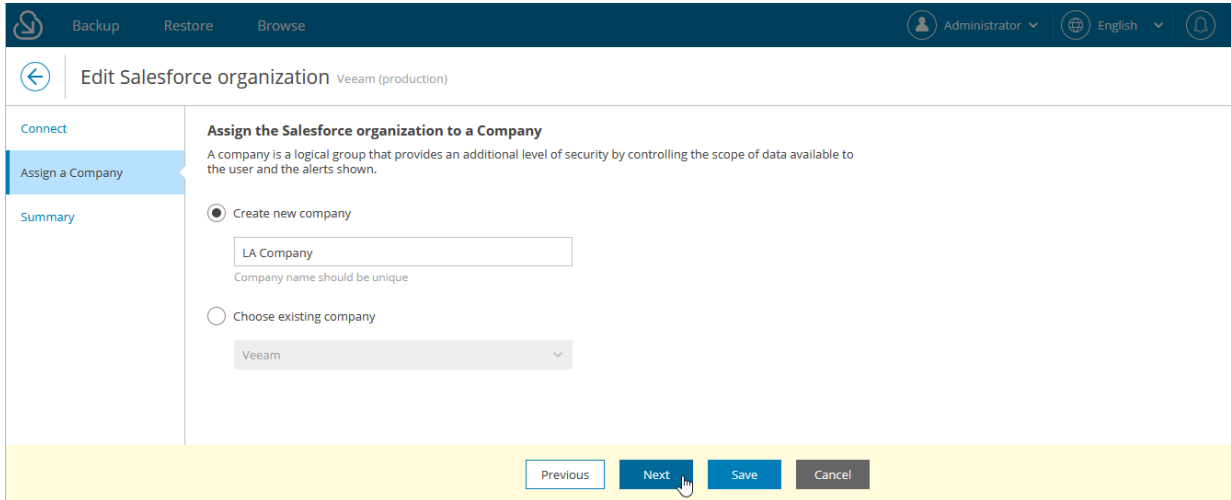 Backup Restore Browse Administrator English
Edit Salesforce organization Veeam (production)
Connect
Assign a Company
Summary
Assign the Salesforce organization to a Company
A company is a logical group that provides an additional level of security by controlling the scope of data available to
the user and the alerts shown.
Create new company
LA Company
Company name should be unique
Choose existing company
Veeam
Previous Next Save Cancel